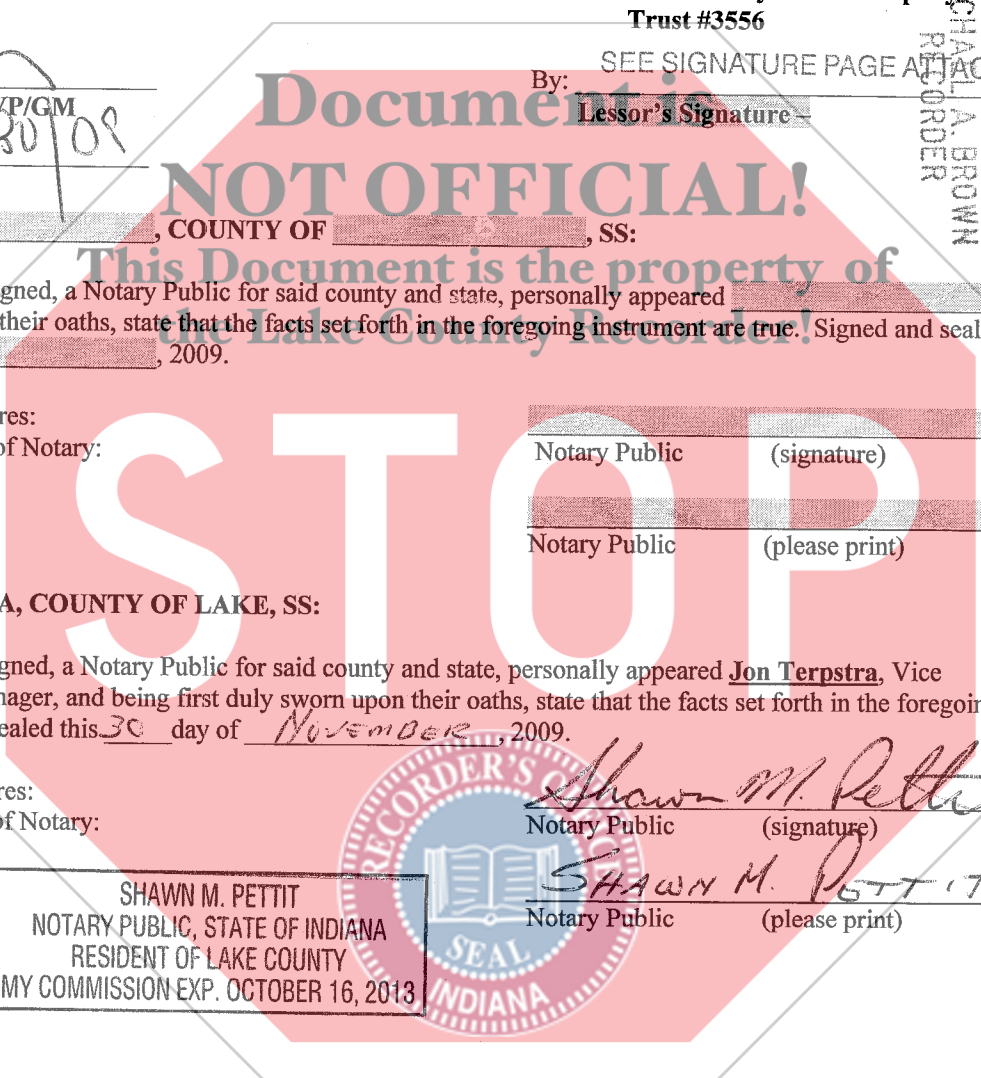 Trust #3556
SEE SIGNATURE PAGE
By:
VP/GM
Lessor's Signature –
CHAEL A. BROWN
RECORDER
Document is
NOT OFFICIAL!
This Document is the property of
the Lake County Recorder!
, COUNTY OF , SS:
gned, a Notary Public for said county and state, personally appeared
their oaths, state that the facts set forth in the foregoing instrument are true. Signed and seal
, 2009.
res:
of Notary:
Notary Public (signature)
Notary Public (please print)
STOP
A, COUNTY OF LAKE, SS:
gned, a Notary Public for said county and state, personally appeared Jon Terpstra, Vice
nager, and being first duly sworn upon their oaths, state that the facts set forth in the foregoin
ealed this 30 day of NOVEMBER, 2009.
res:
of Notary:
Shawn M. Pettit
Notary Public (signature)
SHAWN M. PETTIT
Notary Public (please print)
RECORDER'S OFFICE
SEAL
INDIANA
SHAWN M. PETTIT
NOTARY PUBLIC, STATE OF INDIANA
RESIDENT OF LAKE COUNTY
MY COMMISSION EXP. OCTOBER 16, 2013